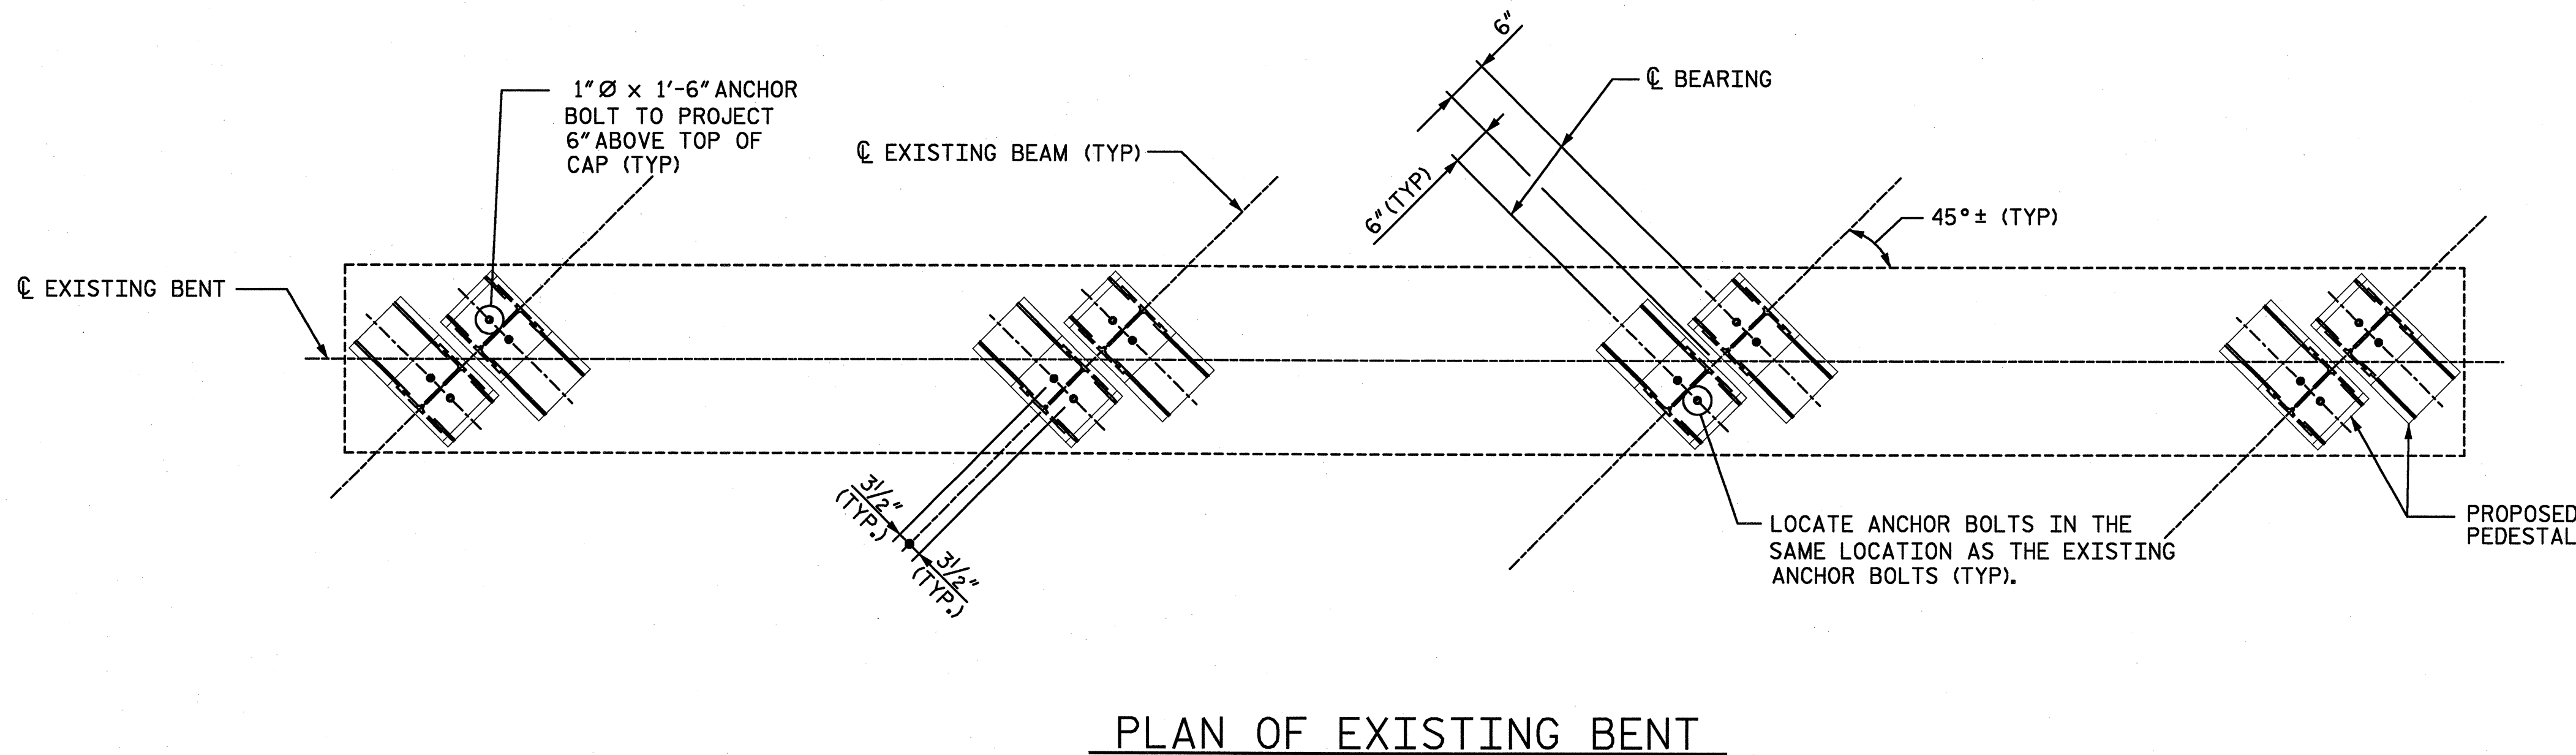 1"Ø x 1'-6" ANCHOR
BOLT TO PROJECT
6" ABOVE TOP OF
CAP (TYP)
℄ EXISTING BEAM (TYP)
6"
6" (TYP)
℄ BEARING
45°± (TYP)
℄ EXISTING BENT
3½"
(TYP.)
3½"
(TYP.)
LOCATE ANCHOR BOLTS IN THE
SAME LOCATION AS THE EXISTING
ANCHOR BOLTS (TYP).
PROPOSED
PEDESTAL
PLAN OF EXISTING BENT